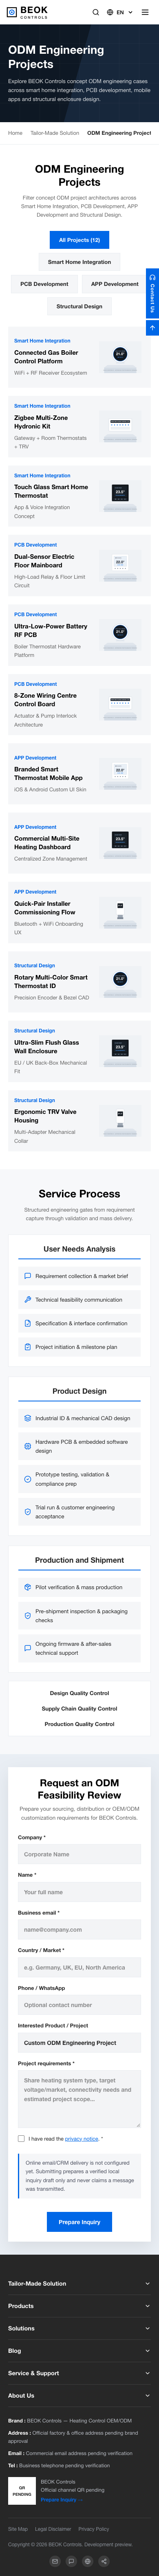 BEOK
CONTROLS
EN
ODM Engineering
Projects
Explore BEOK Controls concept ODM engineering cases
across smart home integration, PCB development, mobile
apps and structural enclosure design.
Home Tailor-Made Solution ODM Engineering Project
ODM Engineering
Projects
Filter concept ODM project architectures across
Smart Home Integration, PCB Development, APP
Development and Structural Design.
All Projects (12)
Smart Home Integration
PCB Development APP Development
Structural Design
Contact Us
Smart Home Integration
Connected Gas Boiler
Control Platform
WiFi + RF Receiver Ecosystem
Smart Home Integration
Zigbee Multi-Zone
Hydronic Kit
Gateway + Room Thermostats
+ TRV
Smart Home Integration
Touch Glass Smart Home
Thermostat
App & Voice Integration
Concept
PCB Development
Dual-Sensor Electric
Floor Mainboard
High-Load Relay & Floor Limit
Circuit
PCB Development
Ultra-Low-Power Battery
RF PCB
Boiler Thermostat Hardware
Platform
PCB Development
8-Zone Wiring Centre
Control Board
Actuator & Pump Interlock
Architecture
APP Development
Branded Smart
Thermostat Mobile App
iOS & Android Custom UI Skin
APP Development
Commercial Multi-Site
Heating Dashboard
Centralized Zone Management
APP Development
Quick-Pair Installer
Commissioning Flow
Bluetooth + WiFi Onboarding
UX
Structural Design
Rotary Multi-Color Smart
Thermostat ID
Precision Encoder & Bezel CAD
Structural Design
Ultra-Slim Flush Glass
Wall Enclosure
EU / UK Back-Box Mechanical
Fit
Structural Design
Ergonomic TRV Valve
Housing
Multi-Adapter Mechanical
Collar
Service Process
Structured engineering gates from requirement
capture through validation and mass delivery.
User Needs Analysis
Requirement collection & market brief
Technical feasibility communication
Specification & interface confirmation
Project initiation & milestone plan
Product Design
Industrial ID & mechanical CAD design
Hardware PCB & embedded software
design
Prototype testing, validation &
compliance prep
Trial run & customer engineering
acceptance
Production and Shipment
Pilot verification & mass production
Pre-shipment inspection & packaging
checks
Ongoing firmware & after-sales
technical support
Design Quality Control
Supply Chain Quality Control
Production Quality Control
Request an ODM
Feasibility Review
Prepare your sourcing, distribution or OEM/ODM
customization requirements for BEOK Controls.
Company *
Corporate Name
Name *
Your full name
Business email *
name@company.com
Country / Market *
e.g. Germany, UK, EU, North America
Phone / WhatsApp
Optional contact number
Interested Product / Project
Custom ODM Engineering Project
Project requirements *
Share heating system type, target
voltage/market, connectivity needs and
estimated project scope...
I have read the privacy notice. *
Online email/CRM delivery is not configured
yet. Submitting prepares a verified local
inquiry draft only and never claims a message
was transmitted.
Prepare Inquiry
Tailor-Made Solution
Products
Solutions
Blog
Service & Support
About Us
Brand : BEOK Controls — Heating Control OEM/ODM
Address : Official factory & office address pending brand
approval
Email : Commercial email address pending verification
Tel : Business telephone pending verification
QR
PENDING
BEOK Controls
Official channel QR pending
Prepare Inquiry
Site Map Legal Disclaimer Privacy Policy
Copyright © 2026 BEOK Controls. Development preview.